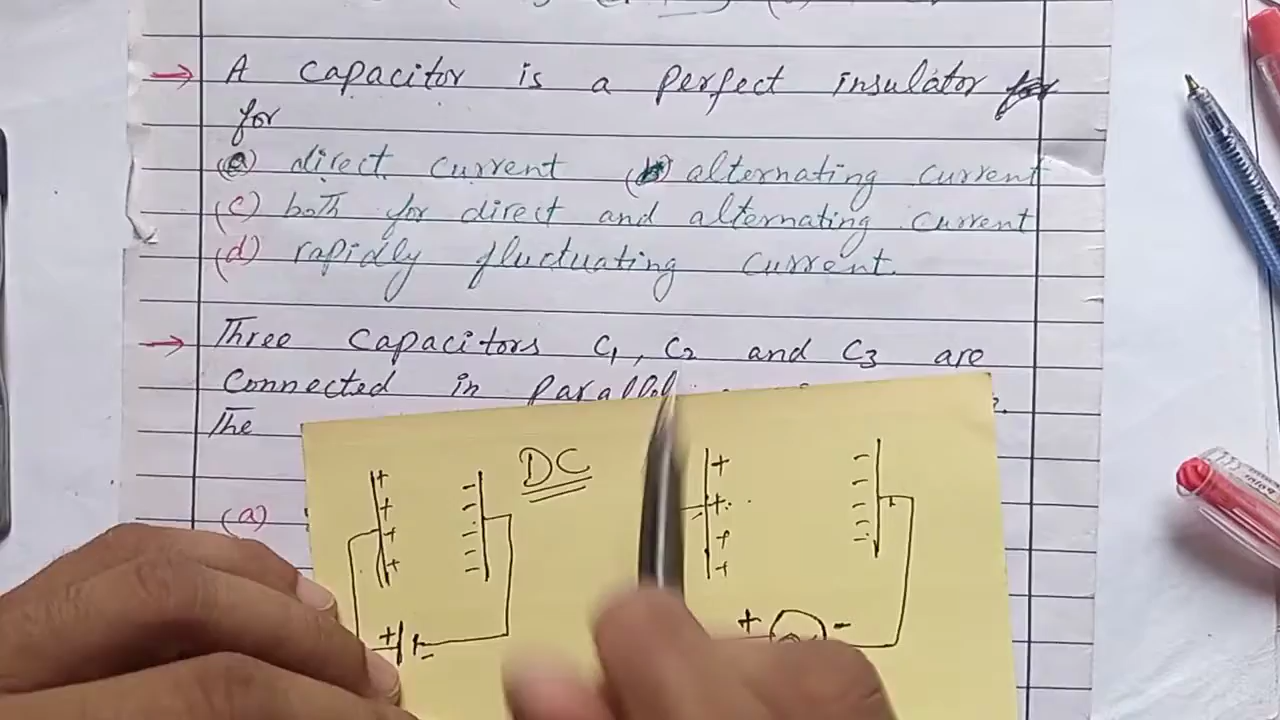 → A capacitor is a perfect insulator
for
(a) direct current (b) alternating current
(c) both for direct and alternating current
(d) rapidly fluctuating current.
→ Three capacitors C1, C2 and C3 are
connected in parallel
The
(a)
DC
+ - + -
+ - + -
+ - + -
+ - + -
+ - + -